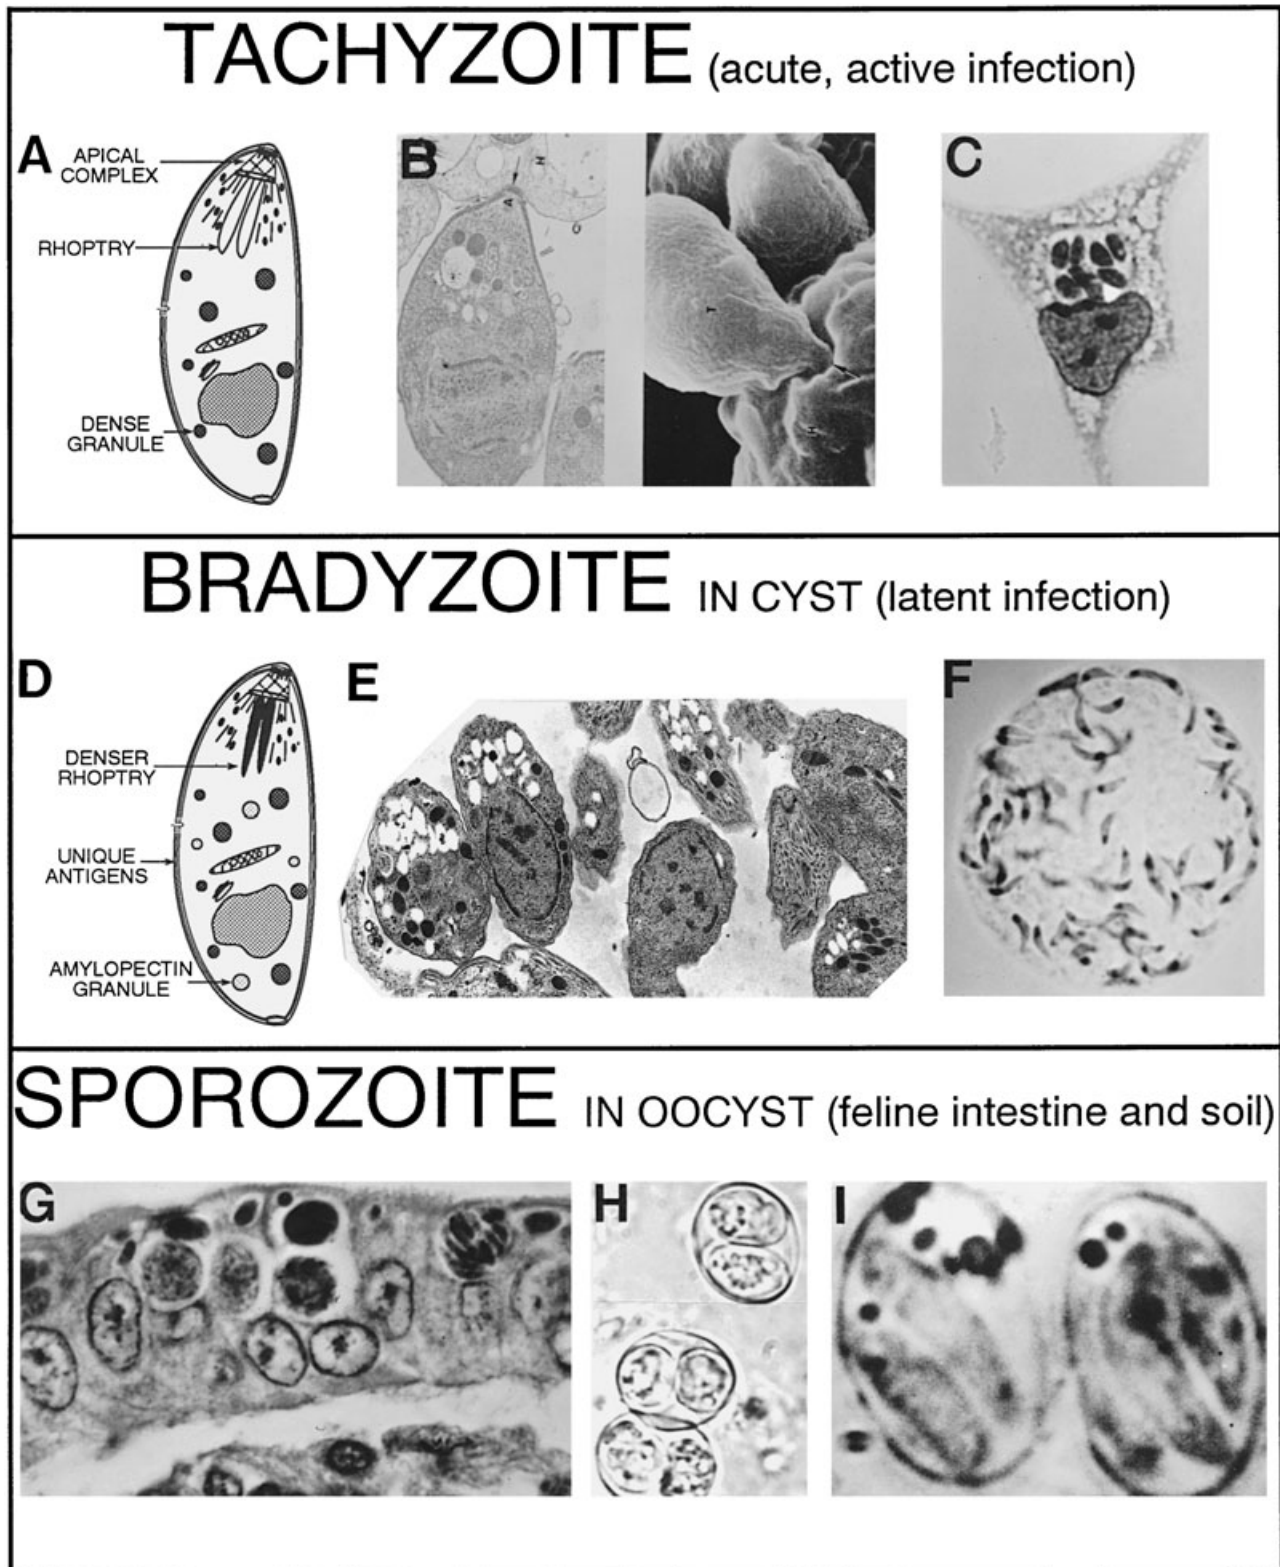 TACHYZOITE (acute, active infection)
A
APICAL
COMPLEX
RHOPTRY
DENSE
GRANULE
B
H
A
C
T
H
C
BRADYZOITE IN CYST (latent infection)
D
DENSER
RHOPTRY
UNIQUE
ANTIGENS
AMYLOPECTIN
GRANULE
E
F
SPOROZOITE IN OOCYST (feline intestine and soil)
G
H
I